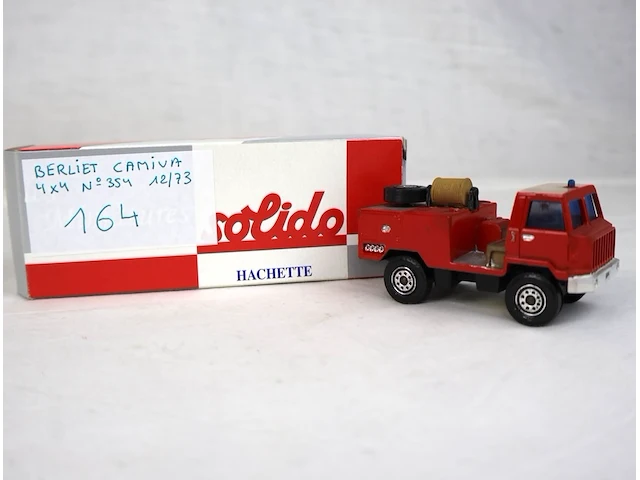 BERLIET CAMIVA
4x4 N° 354 12/73
164
solido
HACHETTE